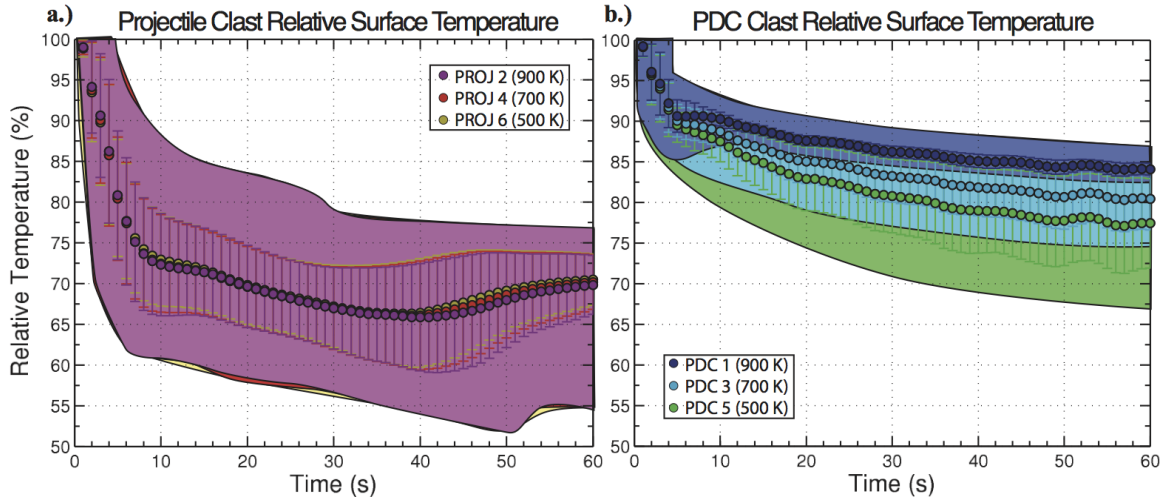 a.) Projectile Clast Relative Surface Temperature
100
95
90
85
80
75
70
65
60
55
50
Relative Temperature (%)
PROJ 2 (900 K)
PROJ 4 (700 K)
PROJ 6 (500 K)
0 10 20 30 40 50 60
Time (s)
b.) PDC Clast Relative Surface Temperature
100
95
90
85
80
75
70
65
60
55
50
PDC 1 (900 K)
PDC 3 (700 K)
PDC 5 (500 K)
0 10 20 30 40 50 60
Time (s)